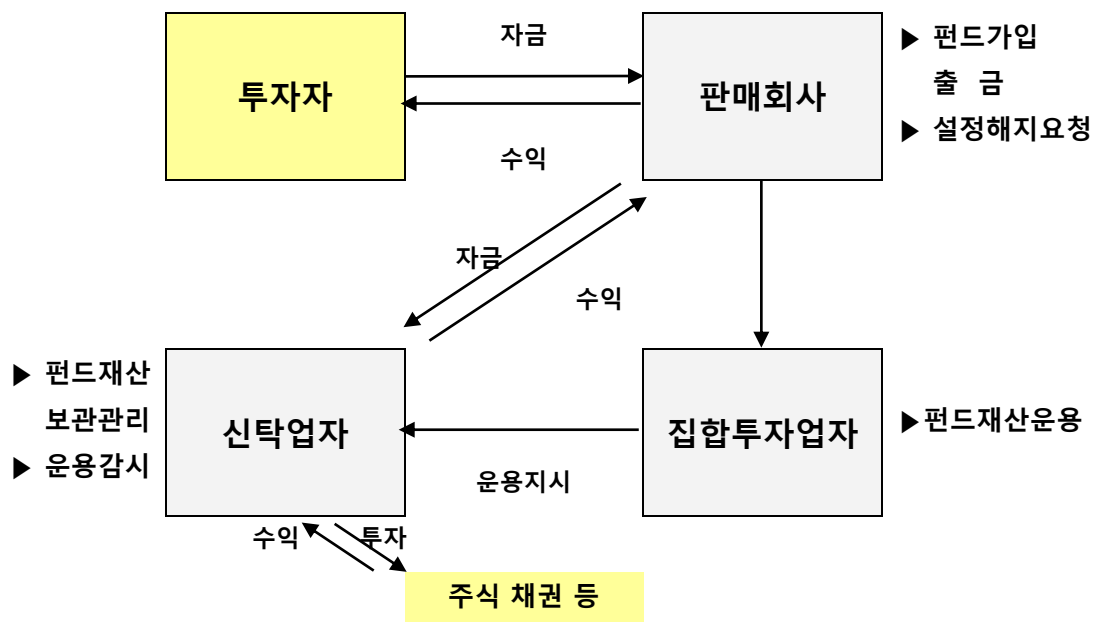 자금
투자자
판매회사
▶ 펀드가입
출 금
▶ 설정해지요청
수익
자금
수익
▶ 펀드재산
보관관리
▶ 운용감시
신탁업자
집합투자업자
▶펀드재산운용
운용지시
수익
투자
주식 채권 등